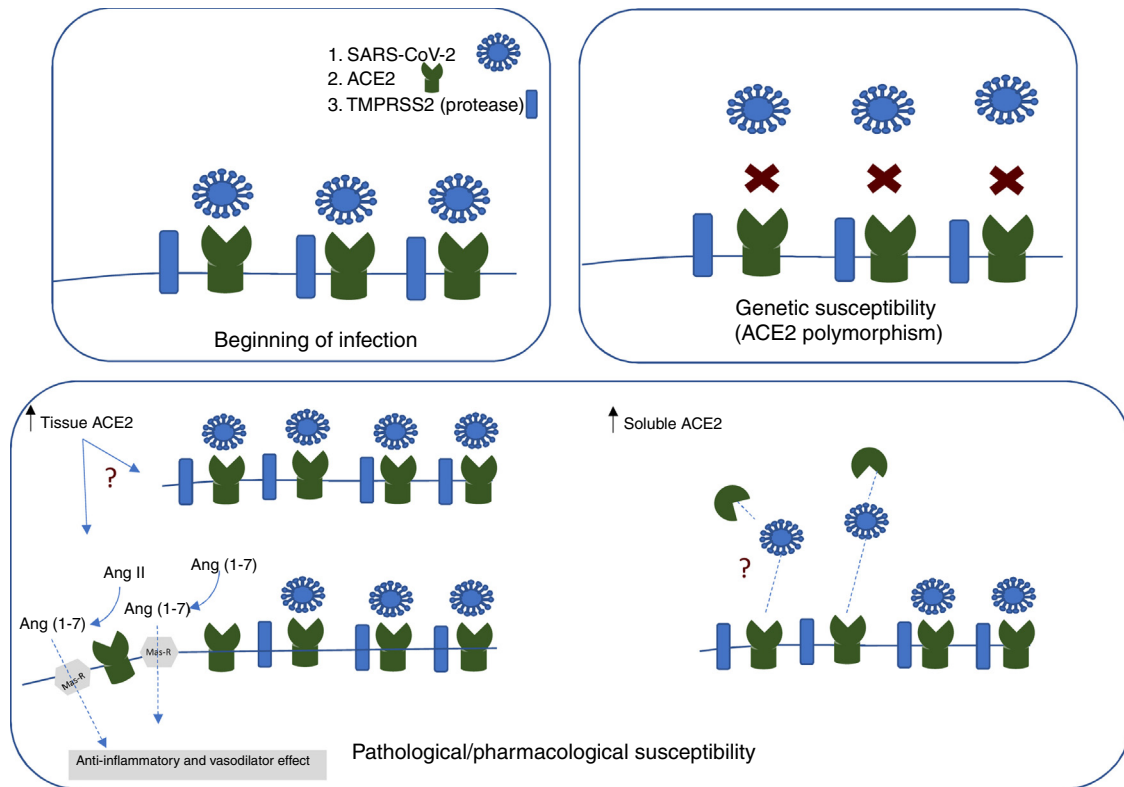 1. SARS-CoV-2
2. ACE2
3. TMPRSS2 (protease)
Beginning of infection
Genetic susceptibility
(ACE2 polymorphism)
Tissue ACE2
?
Ang II
Ang (1-7)
Ang (1-7)
Ang (1-7)
Mas-R
Mas-R
Anti-inflammatory and vasodilator effect
Soluble ACE2
?
Pathological/pharmacological susceptibility